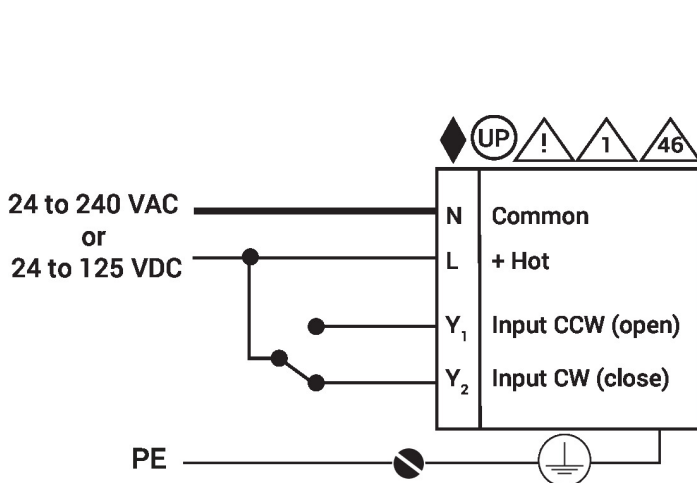 UP ! 1 46
24 to 240 VAC
or
24 to 125 VDC
N Common
L + Hot
Y1 Input CCW (open)
Y2 Input CW (close)
PE